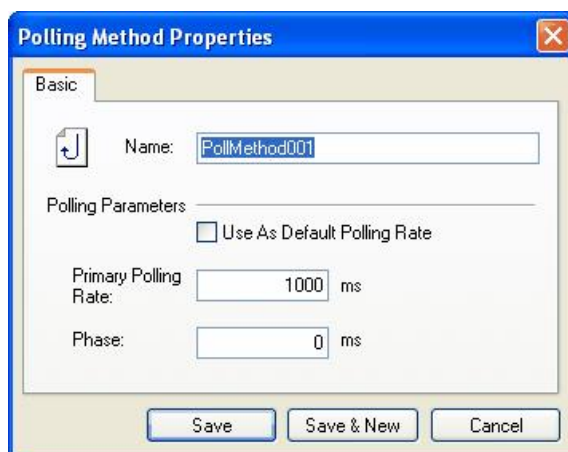 Polling Method Properties
Basic
Name: PollMethod001
Polling Parameters
Use As Default Polling Rate
Primary Polling
Rate: 1000 ms
Phase: 0 ms
Save Save & New Cancel